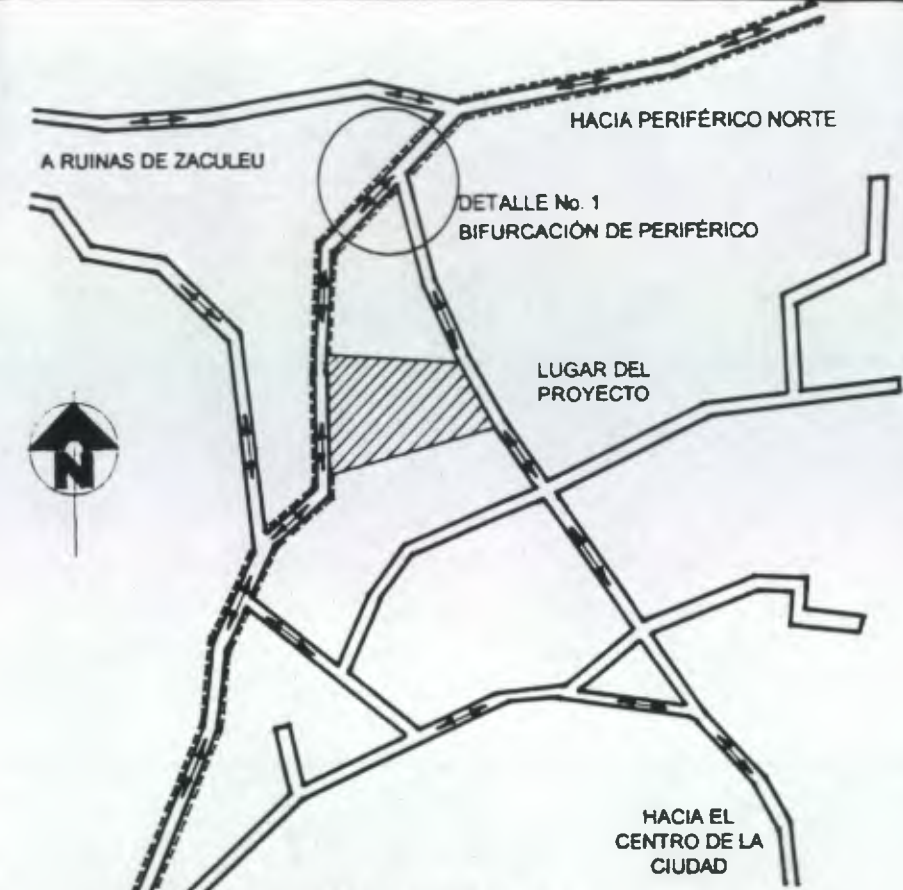 HACIA PERIFÉRICO NORTE
A RUINAS DE ZACULEU
DETALLE No. 1
BIFURCACIÓN DE PERIFÉRICO
LUGAR DEL
PROYECTO
N
HACIA EL
CENTRO DE LA
CIUDAD